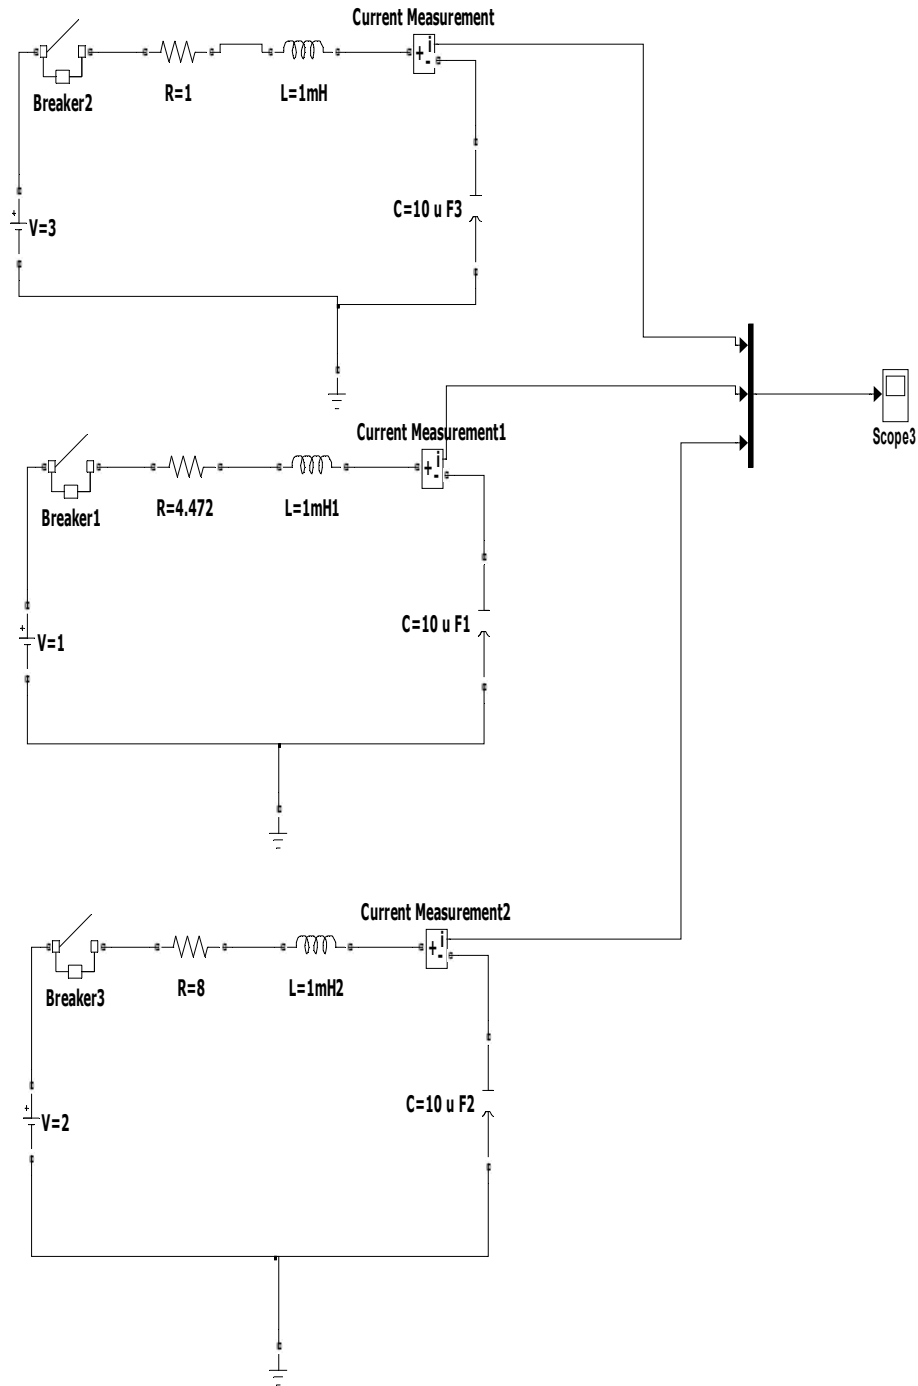 Current Measurement
i
+
-
Breaker2
R=1
L=1mH
+
V=3
C=10 u F3
Scope3
Current Measurement1
i
+
-
Breaker1
R=4.472
L=1mH1
+
V=1
C=10 u F1
Current Measurement2
i
+
-
Breaker3
R=8
L=1mH2
+
V=2
C=10 u F2